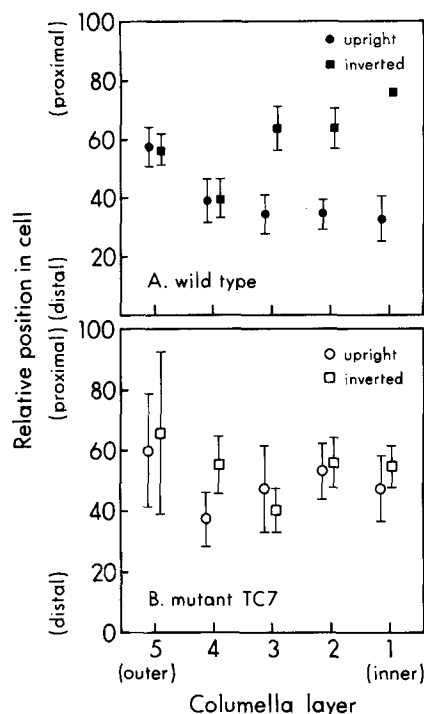 Relative position in cell
(proximal)
(distal)
100
80
60
40
20
upright
inverted
A. wild type
(proximal)
(distal)
100
80
60
40
20
0
upright
inverted
B. mutant TC7
5 4 3 2 1
(outer) (inner)
Columella layer